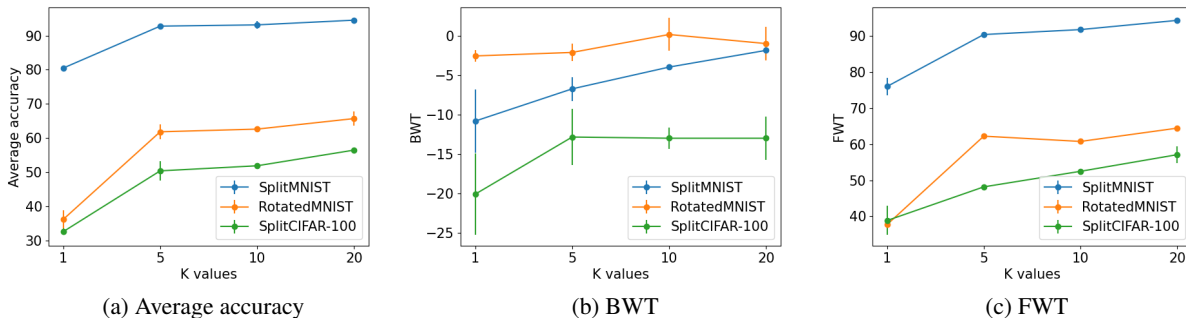 Average accuracy
90
80
70
60
50
40
30
1
5
10
20
K values
SplitMNIST
RotatedMNIST
SplitCIFAR-100
(a) Average accuracy
BWT
0
−5
−10
−15
−20
−25
1
5
10
20
K values
SplitMNIST
RotatedMNIST
SplitCIFAR-100
(b) BWT
FWT
90
80
70
60
50
40
1
5
10
20
K values
SplitMNIST
RotatedMNIST
SplitCIFAR-100
(c) FWT